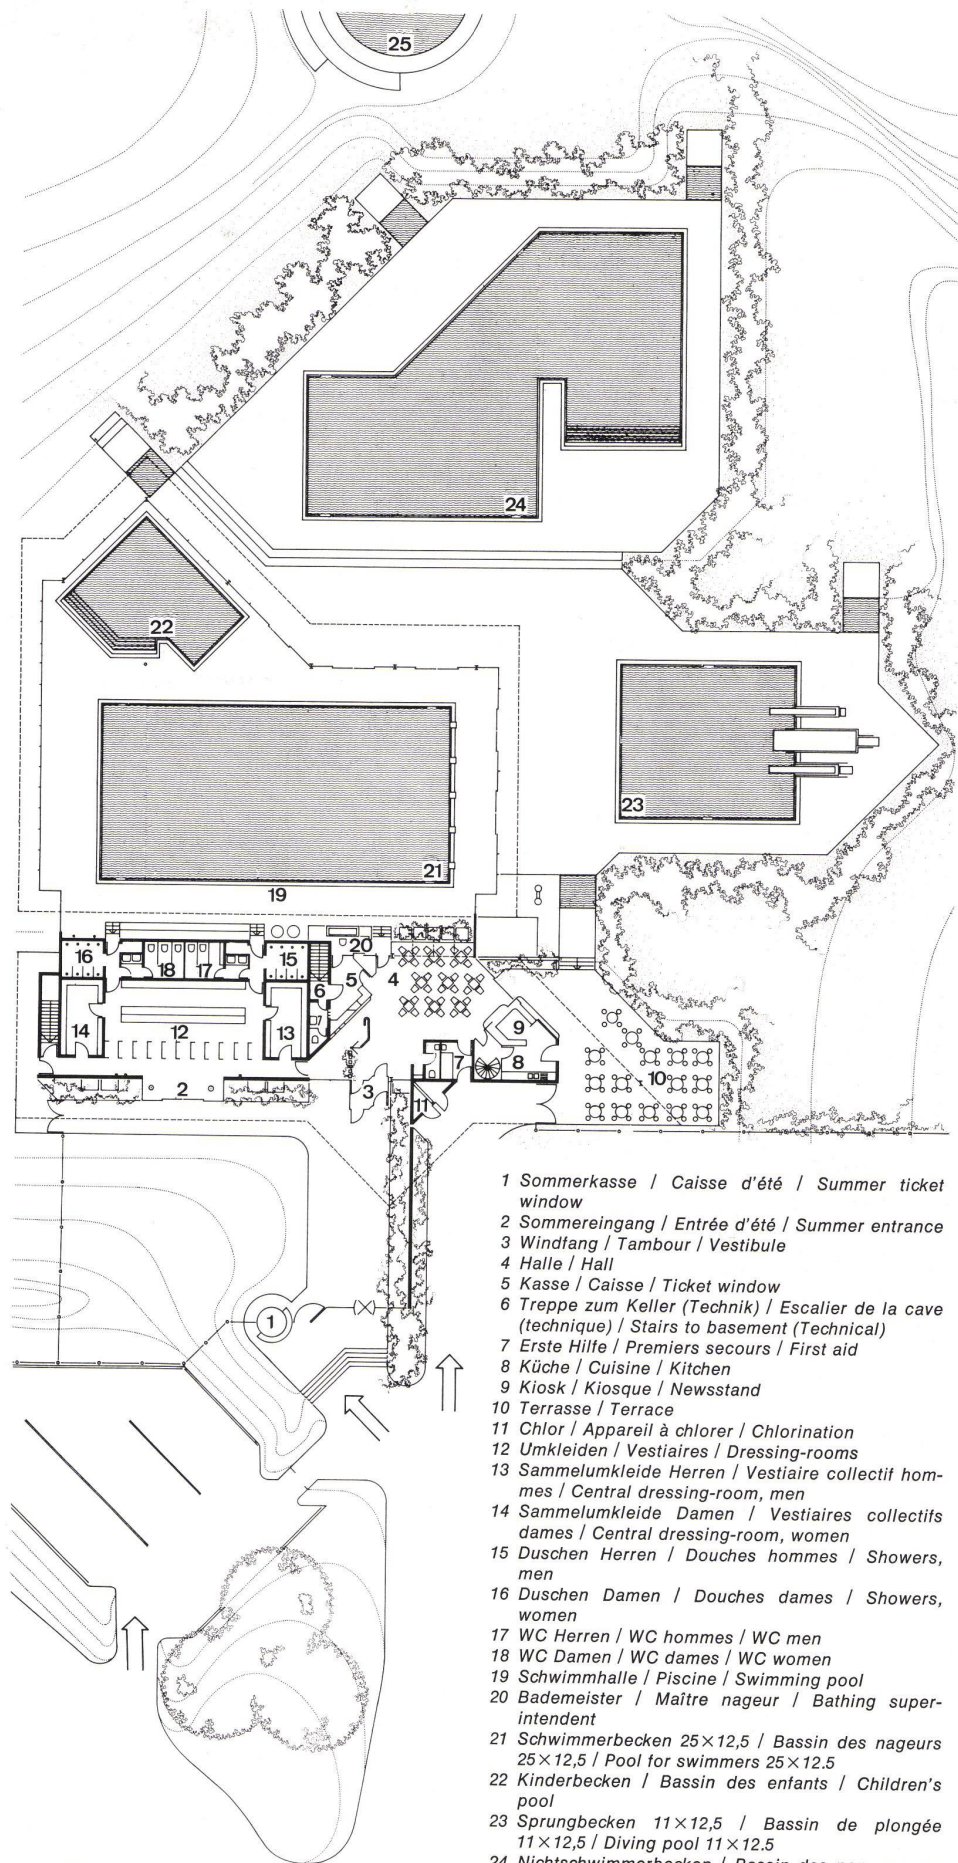 25
24
22
23
21
19
20
16
18
17
15
6
5
4
14
12
13
7
9
8
10
2
3
11
1
1 Sommerkasse / Caisse d'été / Summer ticket
window
2 Sommereingang / Entrée d'été / Summer entrance
3 Windfang / Tambour / Vestibule
4 Halle / Hall
5 Kasse / Caisse / Ticket window
6 Treppe zum Keller (Technik) / Escalier de la cave
(technique) / Stairs to basement (Technical)
7 Erste Hilfe / Premiers secours / First aid
8 Küche / Cuisine / Kitchen
9 Kiosk / Kiosque / Newsstand
10 Terrasse / Terrace
11 Chlor / Appareil à chlorer / Chlorination
12 Umkleiden / Vestiaires / Dressing-rooms
13 Sammelumkleide Herren / Vestiaire collectif hom-
mes / Central dressing-room, men
14 Sammelumkleide Damen / Vestiaires collectifs
dames / Central dressing-room, women
15 Duschen Herren / Douches hommes / Showers,
men
16 Duschen Damen / Douches dames / Showers,
women
17 WC Herren / WC hommes / WC men
18 WC Damen / WC dames / WC women
19 Schwimmhalle / Piscine / Swimming pool
20 Bademeister / Maître nageur / Bathing super-
intendent
21 Schwimmerbecken 25×12,5 / Bassin des nageurs
25×12,5 / Pool for swimmers 25×12.5
22 Kinderbecken / Bassin des enfants / Children's
pool
23 Sprungbecken 11×12,5 / Bassin de plongée
11×12,5 / Diving pool 11×12.5
24 Nichtschwimmerbecken / Bassin des